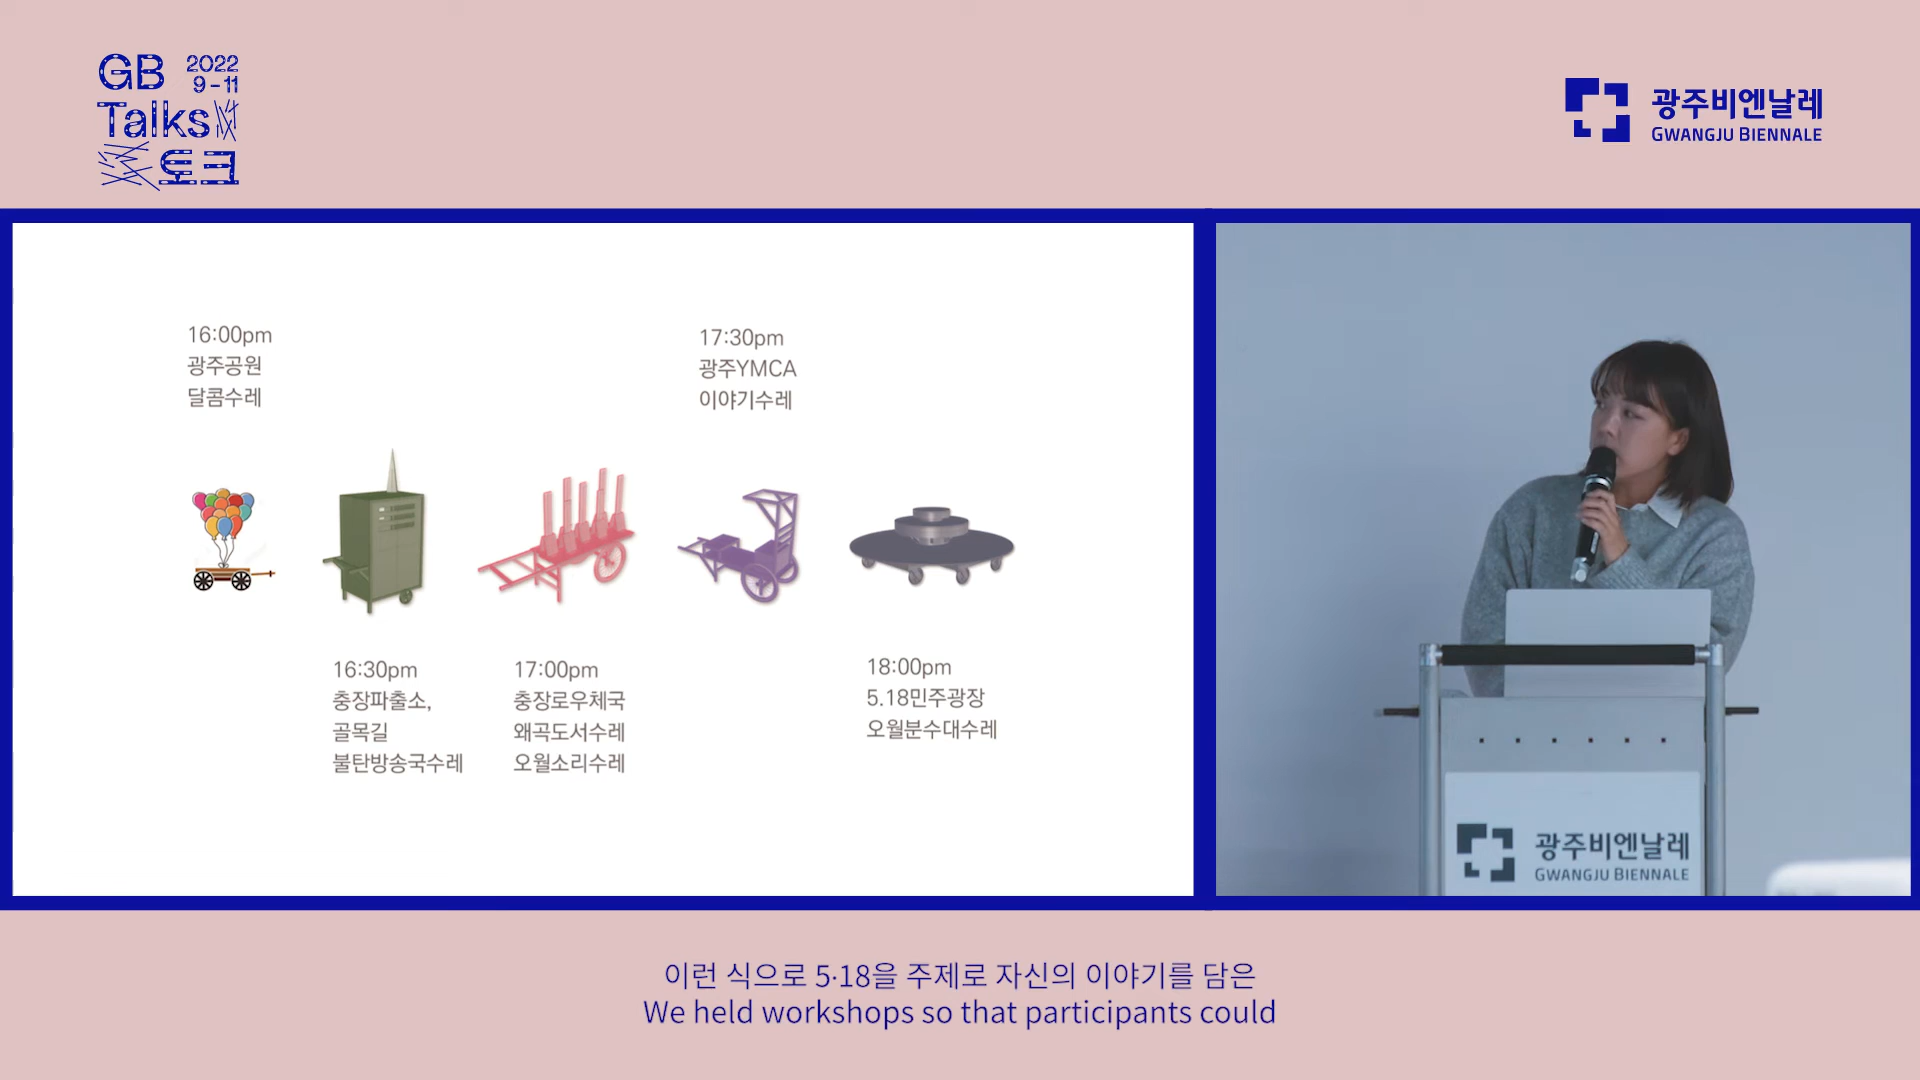 GB 2022
9-11
Talks
토크
광주비엔날레
GWANGJU BIENNALE
16:00pm
광주공원
달콤수레
17:30pm
광주YMCA
이야기수레
16:30pm
충장파출소,
골목길
불탄방송국수레
17:00pm
충장로우체국
왜곡도서수레
오월소리수레
18:00pm
5.18민주광장
오월분수대수레
광주비엔날레
GWANGJU BIENNALE
이런 식으로 5·18을 주제로 자신의 이야기를 담은
We held workshops so that participants could